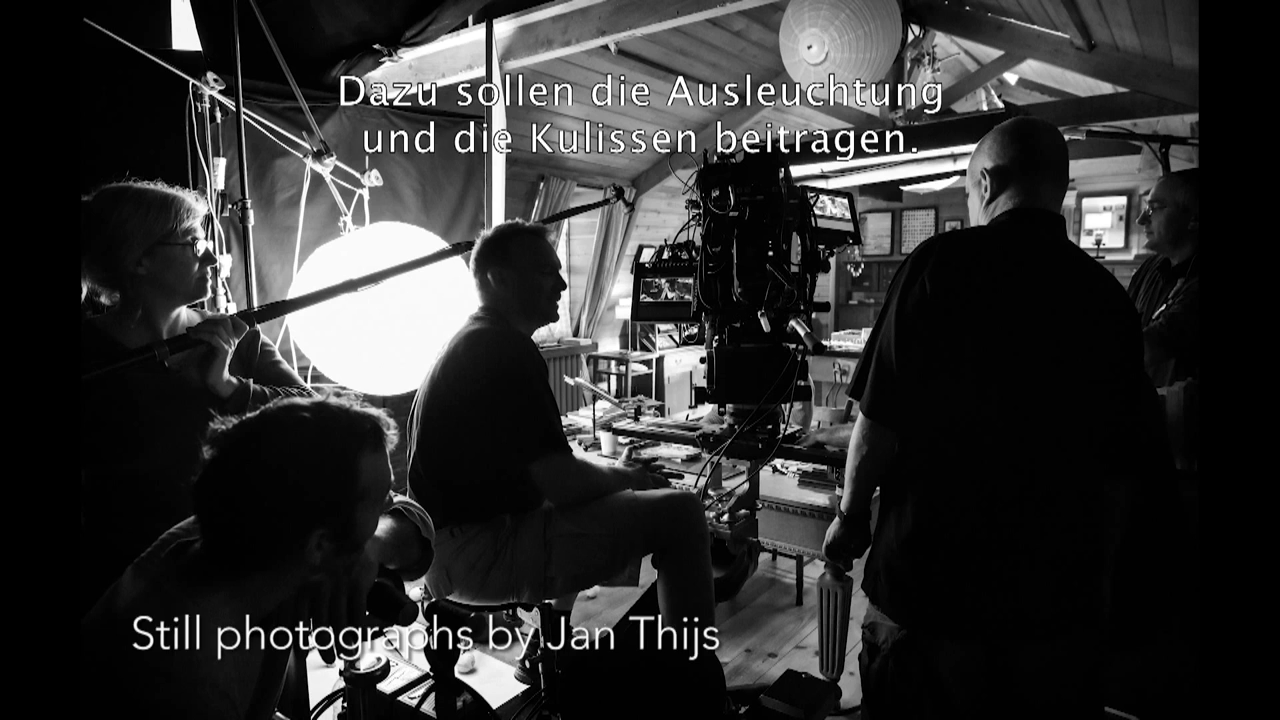 Dazu sollen die Ausleuchtung
und die Kulissen beitragen.
Still photographs by Jan Thijs